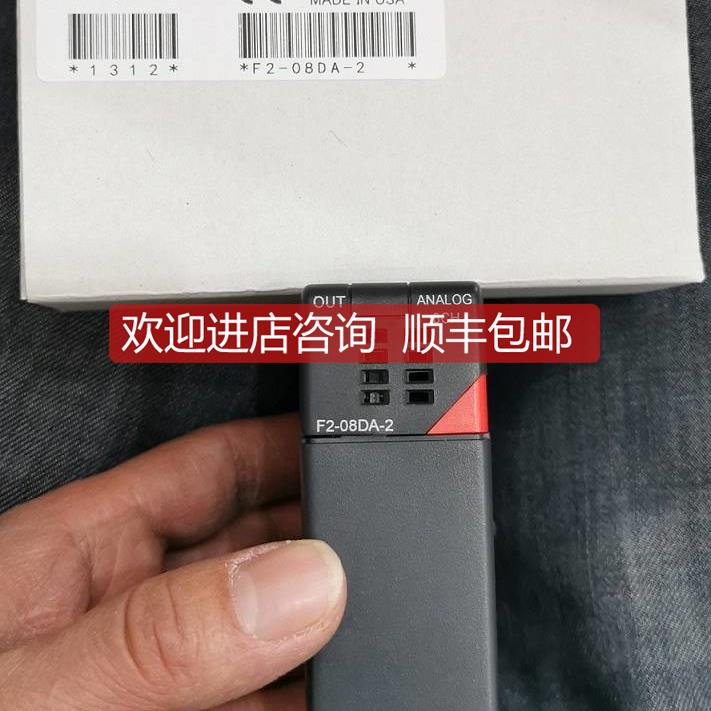 MADE IN USA
*1312*
*F2-08DA-2 *
OUT
ANALOG
8CH
欢迎进店咨询 顺丰包邮
F2-08DA-2